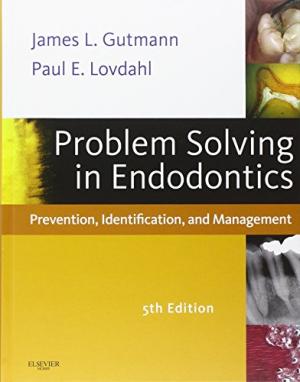 James L. Gutmann
Paul E. Lovdahl
Problem Solving
in Endodontics
Prevention, Identification, and Management
5th Edition
ELSEVIER
MOSBY